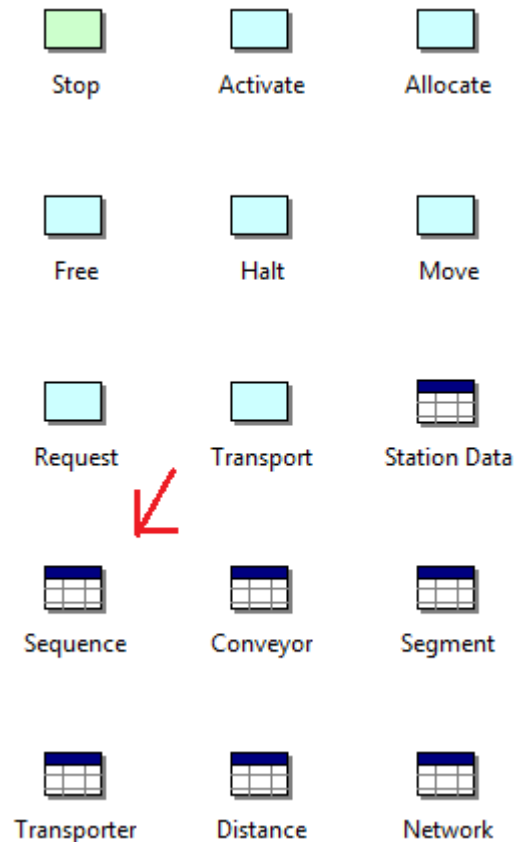 Stop
Activate
Allocate
Free
Halt
Move
Request
Transport
Station Data
Sequence
Conveyor
Segment
Transporter
Distance
Network